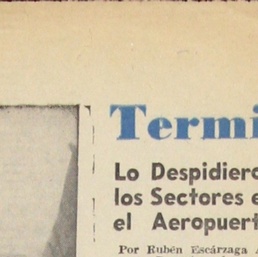 Termi
Lo Despidiero
los Sectores e
el Aeropuert
Por Rubén Escárzaga